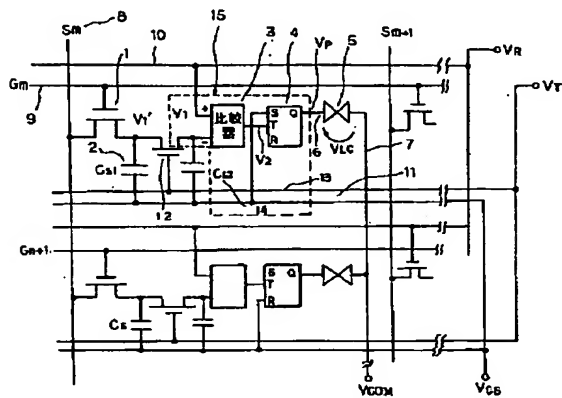 15
Sm
8
10
1
3
4
VP
5
Sm+1
VR
Gm
9
VT
V1'
V1
+
-
比較器
S
T
R
Q
6
VLC
7
2
CS1
V2
12
CS2
13
11
14
Gm+1
CS
S
T
R
Q
VCOM
VCS